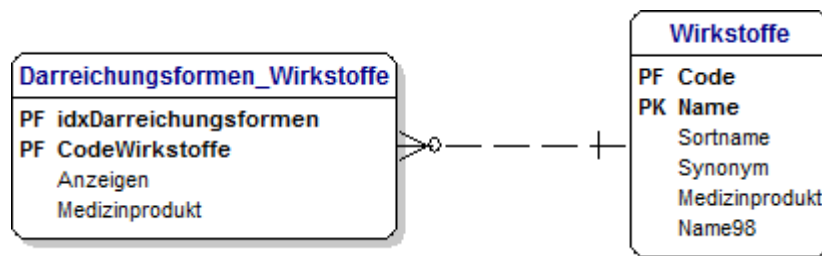 Darreichungsformen_Wirkstoffe
PF idxDarreichungsformen
PF CodeWirkstoffe
Anzeigen
Medizinprodukt
Wirkstoffe
PF Code
PK Name
Sortname
Synonym
Medizinprodukt
Name98